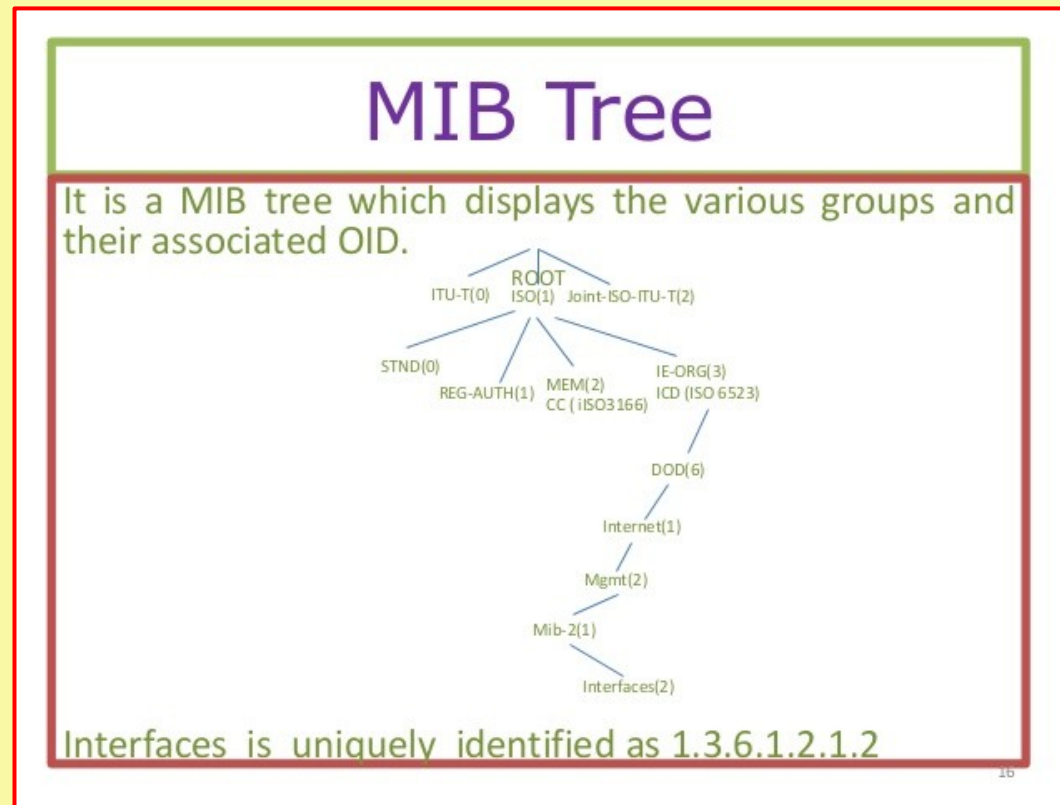 MIB Tree
It is a MIB tree which displays the various groups and
their associated OID.
ROOT
ITU-T(0) ISO(1) Joint-ISO-ITU-T(2)
STND(0)
REG-AUTH(1)
MEM(2)
CC ( iISO3166)
IE-ORG(3)
ICD (ISO 6523)
DOD(6)
Internet(1)
Mgmt(2)
Mib-2(1)
Interfaces(2)
Interfaces is uniquely identified as 1.3.6.1.2.1.2
16